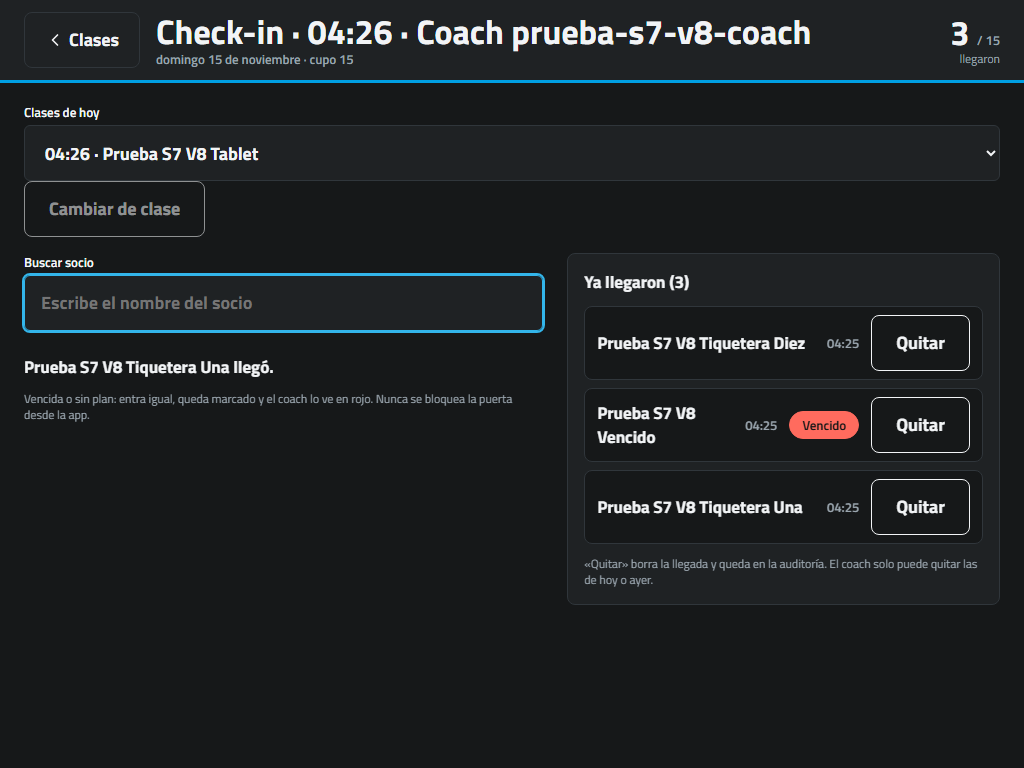 Clases
Check-in · 04:26 · Coach prueba-s7-v8-coach
domingo 15 de noviembre · cupo 15
3 / 15
llegaron
Clases de hoy
04:26 · Prueba S7 V8 Tablet
Cambiar de clase
Buscar socio
Escribe el nombre del socio
Prueba S7 V8 Tiquetera Una llegó.
Vencida o sin plan: entra igual, queda marcado y el coach lo ve en rojo. Nunca se bloquea la puerta
desde la app.
Ya llegaron (3)
Prueba S7 V8 Tiquetera Diez 04:25 Quitar
Prueba S7 V8
Vencido 04:25 Vencido Quitar
Prueba S7 V8 Tiquetera Una 04:25 Quitar
«Quitar» borra la llegada y queda en la auditoría. El coach solo puede quitar las
de hoy o ayer.